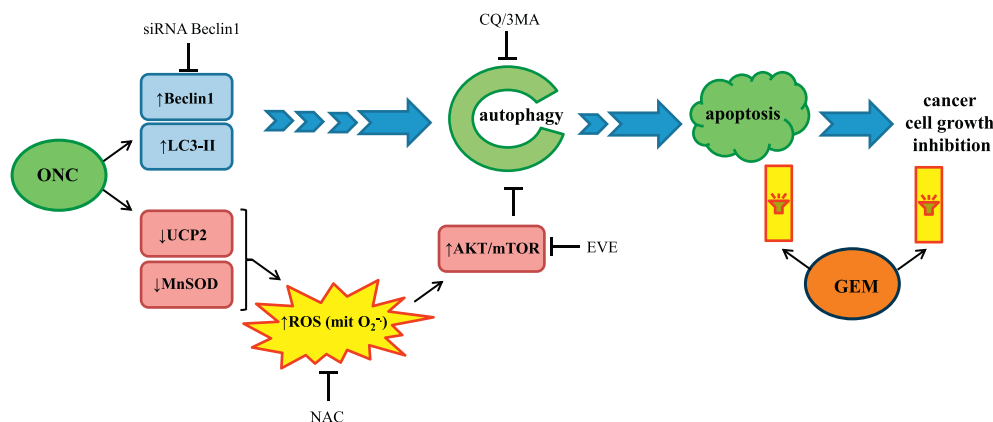 siRNA Beclin1
CQ/3MA
↑Beclin1
↑LC3-II
ONC
autophagy
apoptosis
cancer
cell growth
inhibition
↓UCP2
↓MnSOD
↑AKT/mTOR
EVE
GEM
↑ROS (mit O₂⁻·)
NAC